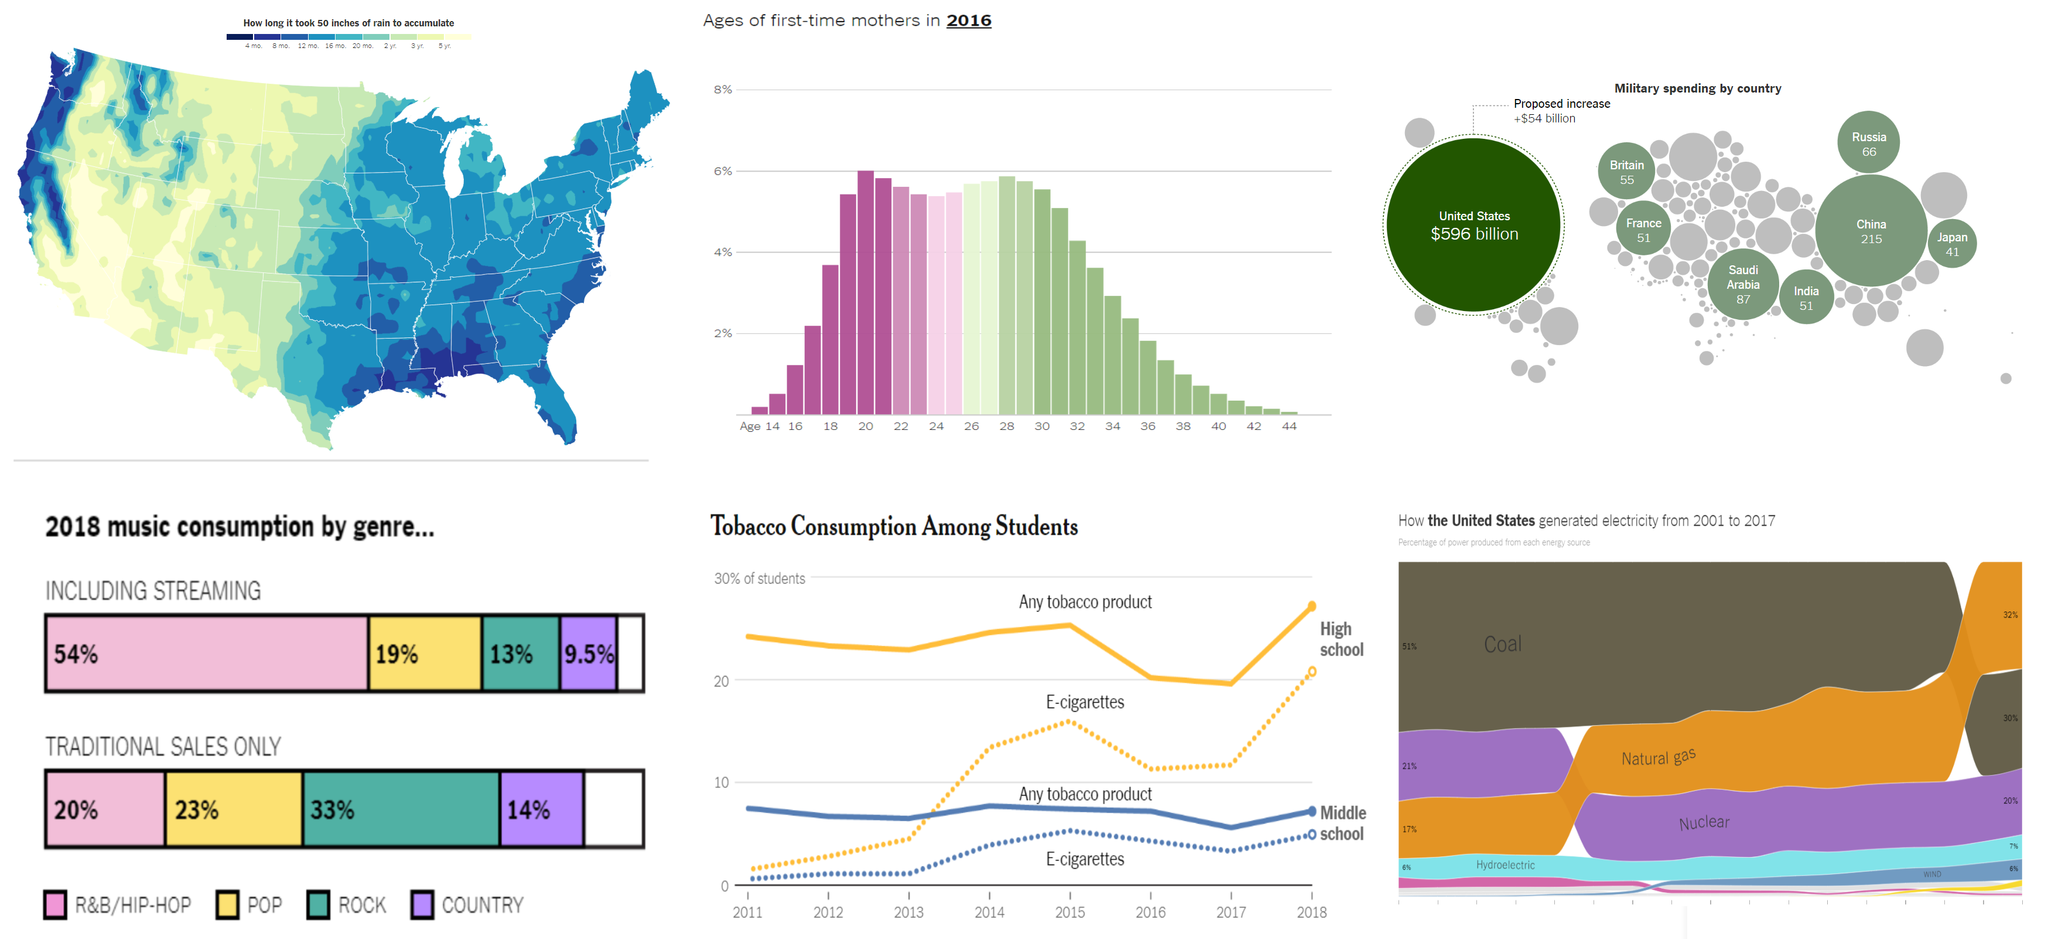 How long it took 50 inches of rain to accumulate
4 mo. 8 mo. 12 mo. 16 mo. 20 mo. 2 yr. 3 yr. 5 yr.
Ages of first-time mothers in 2016
8%
6%
4%
2%
Age 14 16 18 20 22 24 26 28 30 32 34 36 38 40 42 44
Military spending by country
Proposed increase
+$54 billion
United States
$596 billion
Britain
55
France
51
Saudi
Arabia
87
India
51
Russia
66
China
215
Japan
41
2018 music consumption by genre...
INCLUDING STREAMING
54% 19% 13% 9.5%
TRADITIONAL SALES ONLY
20% 23% 33% 14%
R&B/HIP-HOP POP ROCK COUNTRY
Tobacco Consumption Among Students
30% of students
Any tobacco product
High
school
20
E-cigarettes
10
Any tobacco product
Middle
school
E-cigarettes
0
2011 2012 2013 2014 2015 2016 2017 2018
How the United States generated electricity from 2001 to 2017
Percentage of power produced from each energy source
32%
51% Coal
30%
Natural gas
21%
20%
17% Nuclear
7%
6% Hydroelectric
WIND 6%